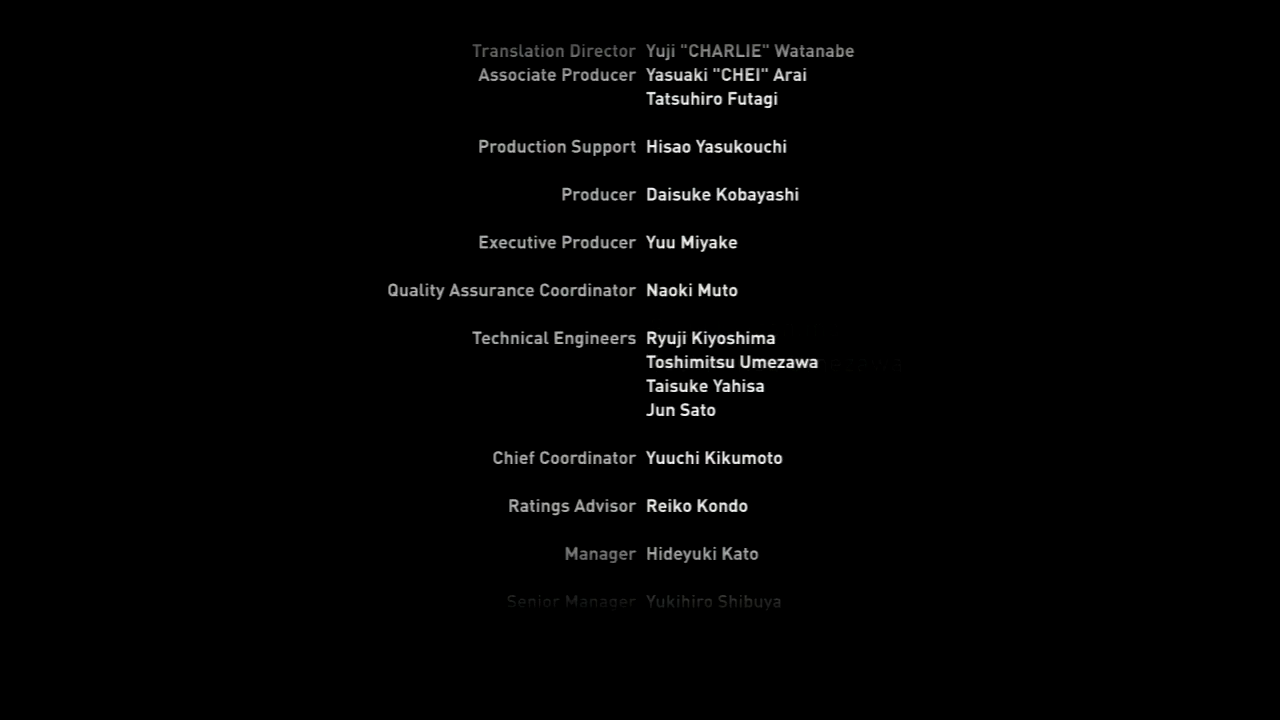 Translation Director Yuji "CHARLIE" Watanabe
Associate Producer Yasuaki "CHEI" Arai
Tatsuhiro Futagi
Production Support Hisao Yasukouchi
Producer Daisuke Kobayashi
Executive Producer Yuu Miyake
Quality Assurance Coordinator Naoki Muto
Technical Engineers Ryuji Kiyoshima
Toshimitsu Umezawa
Taisuke Yahisa
Jun Sato
Chief Coordinator Yuuchi Kikumoto
Ratings Advisor Reiko Kondo
Manager Hideyuki Kato
Senior Manager Yukihiro Shibuya